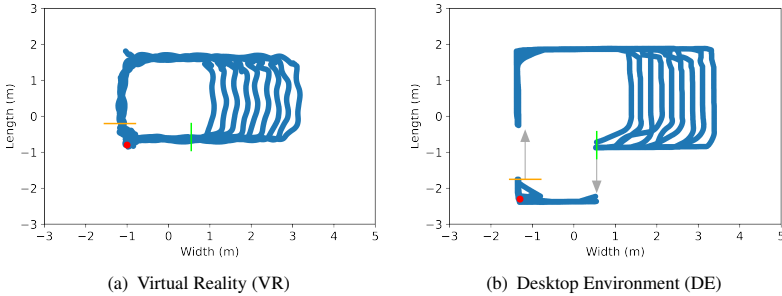 3
2
1
0
−1
−2
−3
Length (m)
−3 −2 −1 0 1 2 3 4 5
Width (m)
(a) Virtual Reality (VR)
3
2
1
0
−1
−2
−3
Length (m)
−3 −2 −1 0 1 2 3 4 5
Width (m)
(b) Desktop Environment (DE)